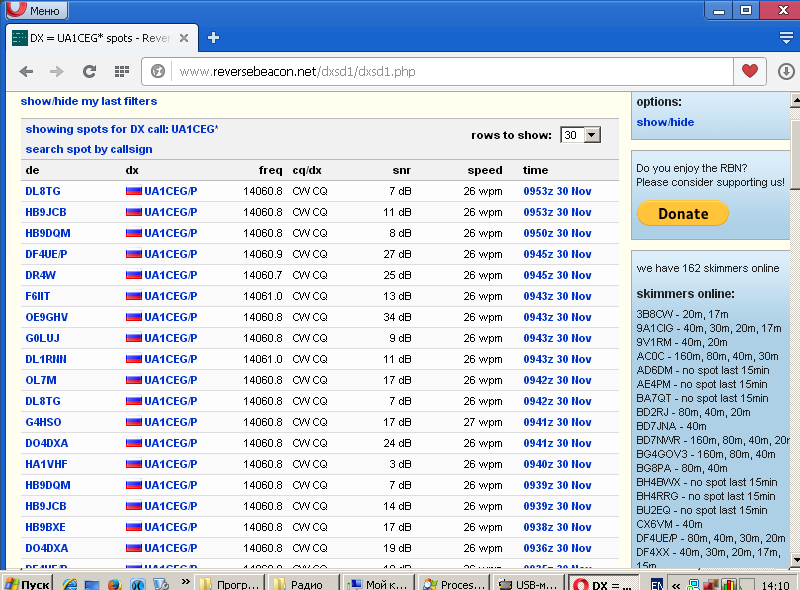 Меню
DX = UA1CEG* spots - Rever
www.reversebeacon.net/dxsd1/dxsd1.php
show/hide my last filters
showing spots for DX call: UA1CEG*
search spot by callsign
rows to show: 30
de dx freq cq/dx snr speed time
DL8TG UA1CEG/P 14060.8 CW CQ 7 dB 26 wpm 0953z 30 Nov
HB9JCB UA1CEG/P 14060.8 CW CQ 11 dB 26 wpm 0953z 30 Nov
HB9DQM UA1CEG/P 14060.8 CW CQ 8 dB 26 wpm 0950z 30 Nov
DF4UE/P UA1CEG/P 14060.9 CW CQ 27 dB 26 wpm 0945z 30 Nov
DR4W UA1CEG/P 14060.7 CW CQ 25 dB 26 wpm 0945z 30 Nov
F6IIT UA1CEG/P 14061.0 CW CQ 13 dB 26 wpm 0943z 30 Nov
OE9GHV UA1CEG/P 14060.8 CW CQ 34 dB 26 wpm 0943z 30 Nov
G0LUJ UA1CEG/P 14060.8 CW CQ 9 dB 26 wpm 0943z 30 Nov
DL1RNN UA1CEG/P 14061.0 CW CQ 11 dB 26 wpm 0943z 30 Nov
OL7M UA1CEG/P 14060.8 CW CQ 17 dB 26 wpm 0942z 30 Nov
DL8TG UA1CEG/P 14060.8 CW CQ 7 dB 26 wpm 0942z 30 Nov
G4HSO UA1CEG/P 14060.8 CW CQ 17 dB 27 wpm 0941z 30 Nov
DO4DXA UA1CEG/P 14060.8 CW CQ 24 dB 26 wpm 0941z 30 Nov
HA1VHF UA1CEG/P 14060.8 CW CQ 3 dB 26 wpm 0940z 30 Nov
HB9DQM UA1CEG/P 14060.8 CW CQ 7 dB 26 wpm 0939z 30 Nov
HB9JCB UA1CEG/P 14060.8 CW CQ 14 dB 26 wpm 0939z 30 Nov
HB9BXE UA1CEG/P 14060.8 CW CQ 17 dB 26 wpm 0938z 30 Nov
DO4DXA UA1CEG/P 14060.8 CW CQ 19 dB 26 wpm 0936z 30 Nov
options:
show/hide
Do you enjoy the RBN?
Please consider supporting us!
Donate
we have 162 skimmers online
skimmers online:
3B8CW - 20m, 17m
9A1CIG - 40m, 30m, 20m, 17m
9V1RM - 40m, 20m
AC0C - 160m, 80m, 40m, 30m
AD6DM - no spot last 15min
AE4PM - no spot last 15min
BA7QT - no spot last 15min
BD2RJ - 80m, 40m, 20m
BD7JNA - 40m
BD7NWR - 160m, 80m, 40m, 20m
BG4GOV3 - 160m, 80m, 40m
BG8PA - 80m, 40m
BH4BWX - no spot last 15min
BH4RRG - no spot last 15min
BU2EQ - no spot last 15min
CX6VM - 40m
DF4UE/P - 80m, 40m, 30m, 20m
DF4XX - 40m, 30m, 20m, 17m,
15m
Пуск
»
Програ...
Радио
Мой к...
Proces...
USB-м...
DX = ...
EN
«
14:10